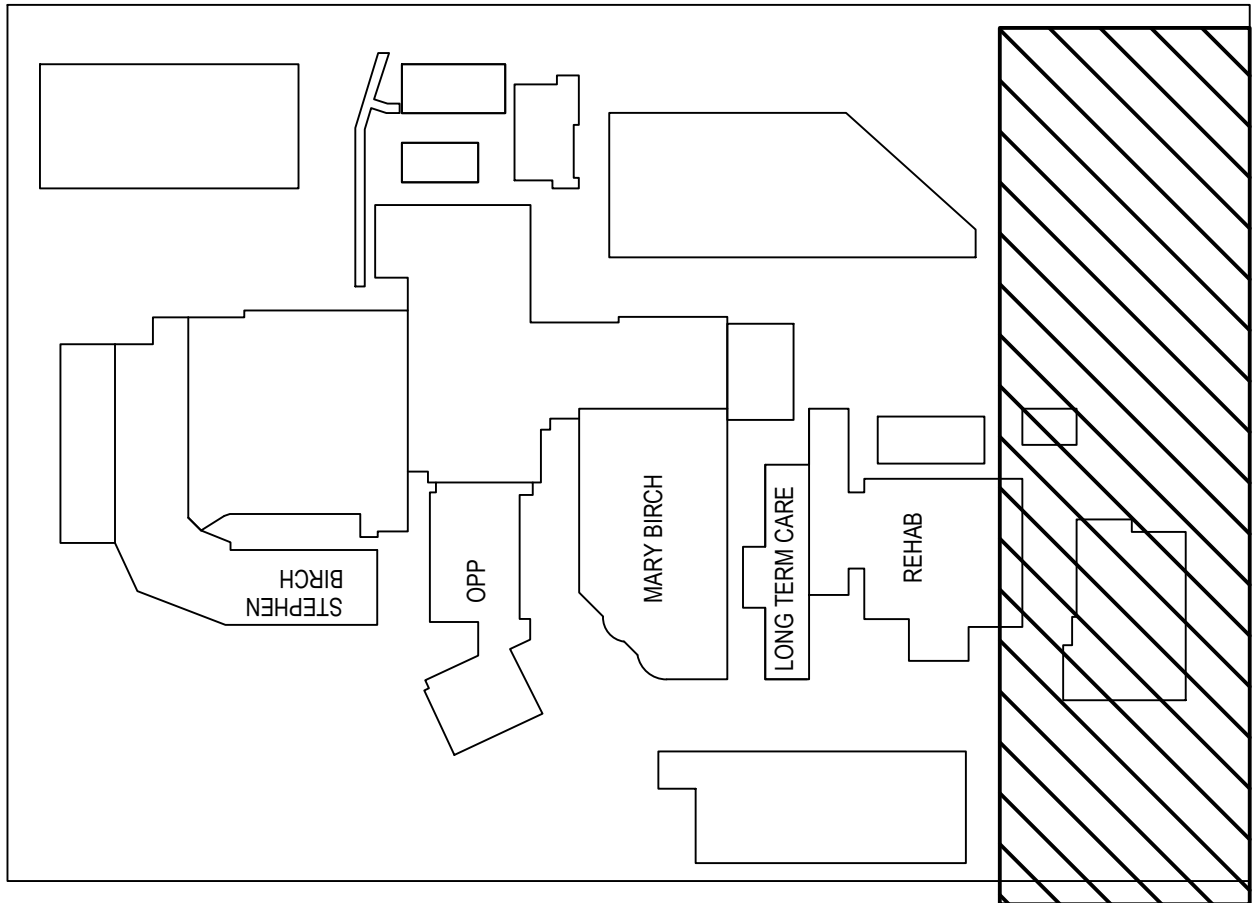 STEPHEN
BIRCH
OPP
MARY BIRCH
LONG TERM CARE
REHAB